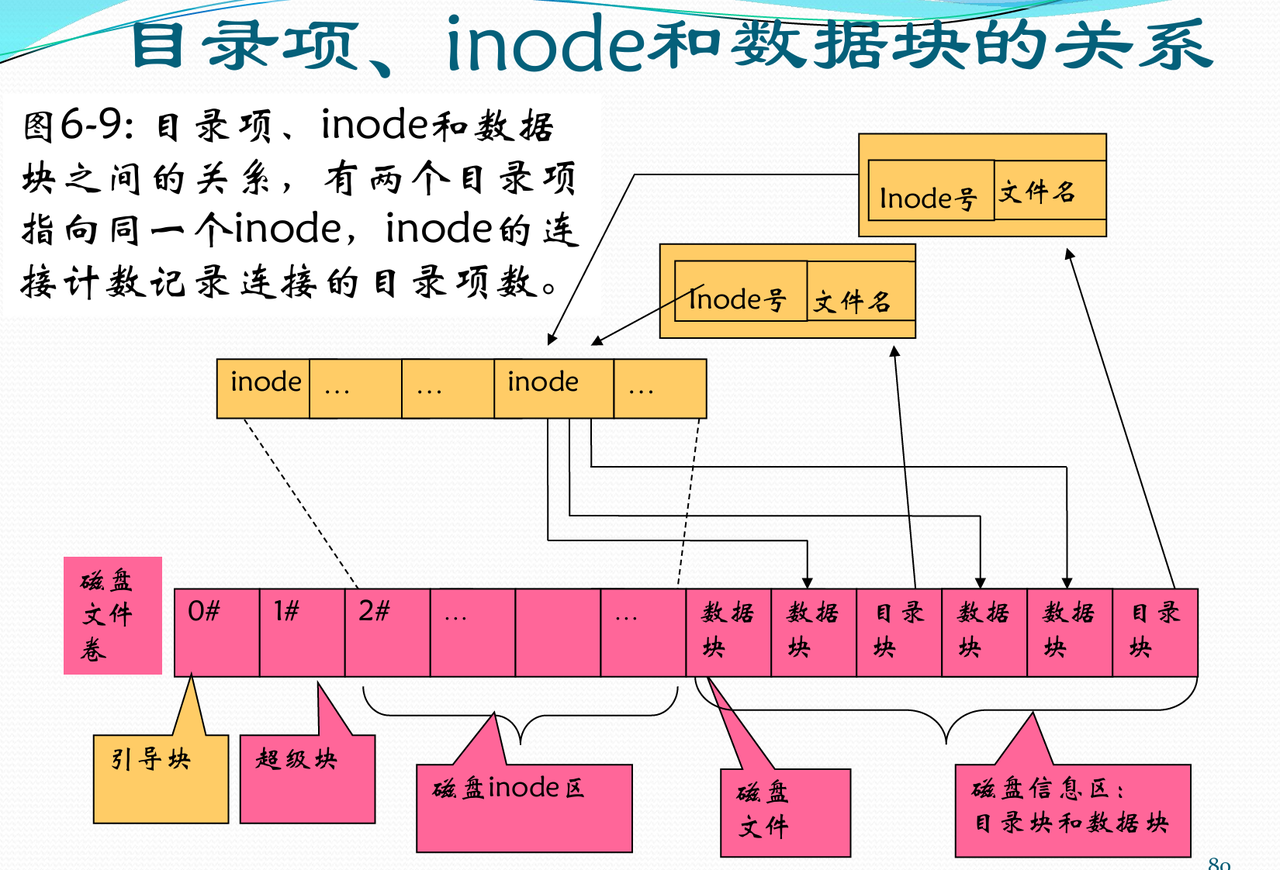 目录项、inode和数据块的关系
图6-9: 目录项、inode和数据
块之间的关系，有两个目录项
指向同一个inode，inode的连
接计数记录连接的目录项数。
Inode号 文件名
Inode号 文件名
inode … … inode …
磁盘
文件
卷
0# 1# 2# … …
数据
块
数据
块
目录
块
数据
块
数据
块
目录
块
引导块
超级块
磁盘inode区
磁盘
文件
磁盘信息区：
目录块和数据块
80